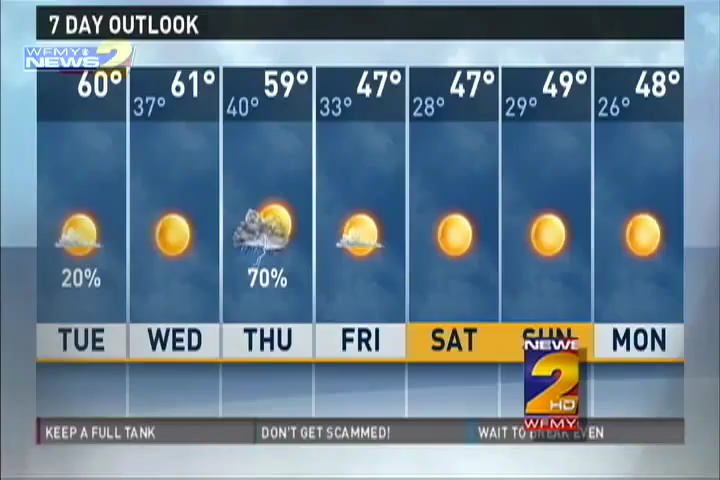 7 DAY OUTLOOK
WFMY
NEWS 2
60° 61° 59° 47° 47° 49° 48°
37° 40° 33° 28° 29° 26°
20% 70%
TUE WED THU FRI SAT SUN MON
NEWS
2
HD
WFMY
KEEP A FULL TANK DON'T GET SCAMMED! WAIT TO BREAK EVEN